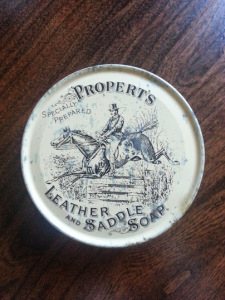 PROPERT'S
SPECIALLY
PREPARED
LEATHER
AND SADDLE
SOAP